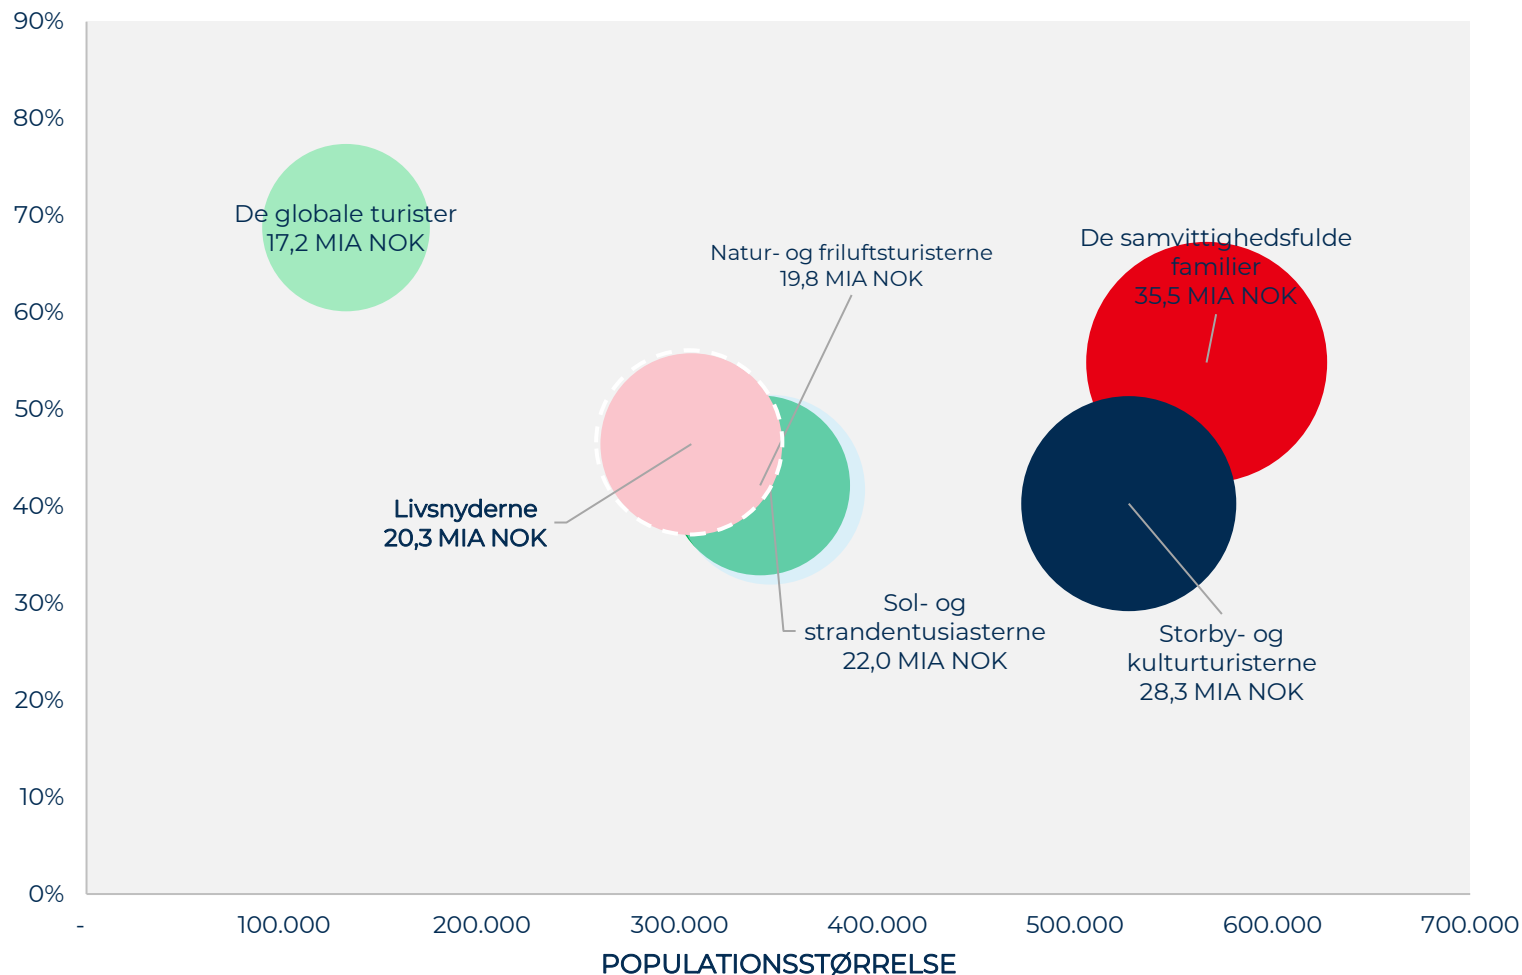 90%
80%
70%
60%
50%
40%
30%
20%
10%
0%
De globale turister
17,2 MIA NOK
Natur- og friluftsturisterne
19,8 MIA NOK
De samvittighedsfulde
familier
35,5 MIA NOK
Livsnyderne
20,3 MIA NOK
Sol- og
strandentusiasterne
22,0 MIA NOK
Storby- og
kulturturisterne
28,3 MIA NOK
- 100.000 200.000 300.000 400.000 500.000 600.000 700.000
POPULATIONSSTØRRELSE